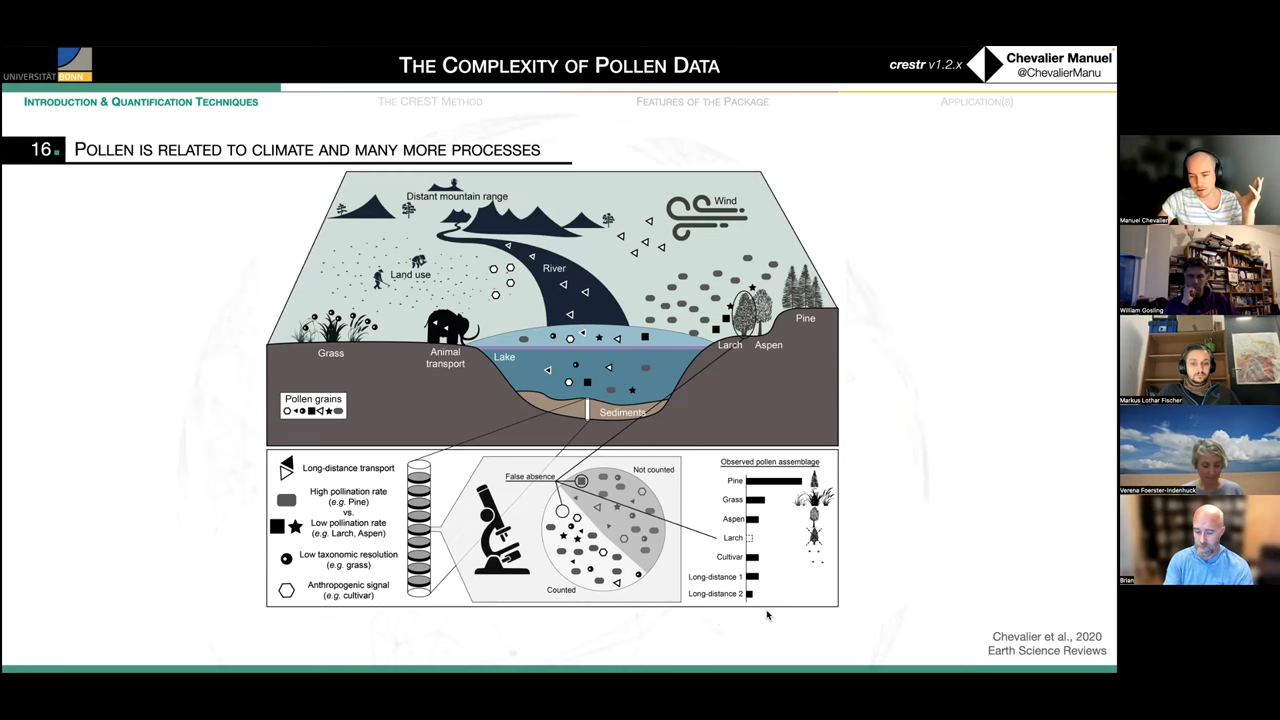 UNIVERSITÄT BONN
THE COMPLEXITY OF POLLEN DATA
crestr v1.2.x
Chevalier Manuel
@ChevalierManu
INTRODUCTION & QUANTIFICATION TECHNIQUES
THE CREST METHOD
FEATURES OF THE PACKAGE
APPLICATION(S)
16. POLLEN IS RELATED TO CLIMATE AND MANY MORE PROCESSES
Distant mountain range
Wind
Land use
River
Pine
Grass
Animal
transport
Lake
Larch
Aspen
Pollen grains
Sediments
Long-distance transport
High pollination rate
(e.g. Pine)
vs.
Low pollination rate
(e.g. Larch, Aspen)
Low taxonomic resolution
(e.g. grass)
Anthropogenic signal
(e.g. cultivar)
False absence
Not counted
Counted
Observed pollen assemblage
Pine
Grass
Aspen
Larch
Cultivar
Long-distance 1
Long-distance 2
Chevalier et al., 2020
Earth Science Reviews
Manuel Chevalier
William Gosling
Markus Lothar Fischer
Verena Foerster-Indenhuck
Brian